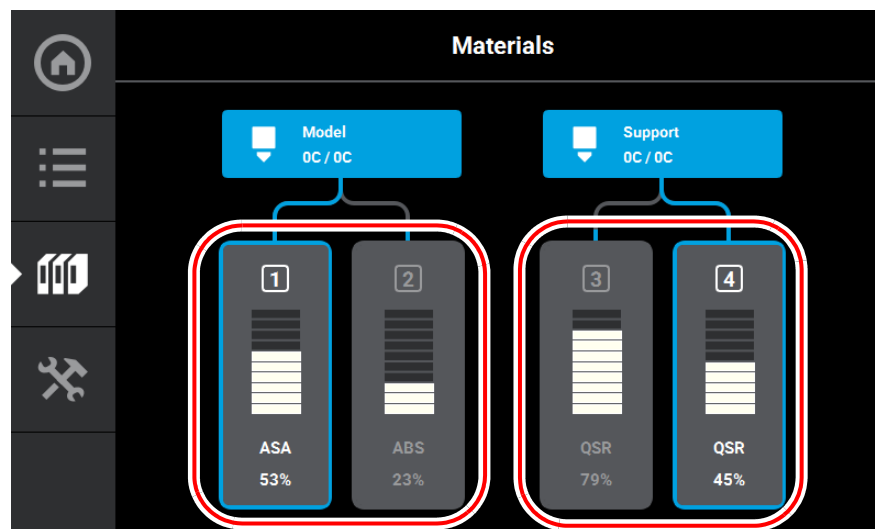 Materials
Model
0C / 0C
Support
0C / 0C
1
2
3
4
ASA
ABS
QSR
QSR
53%
23%
79%
45%